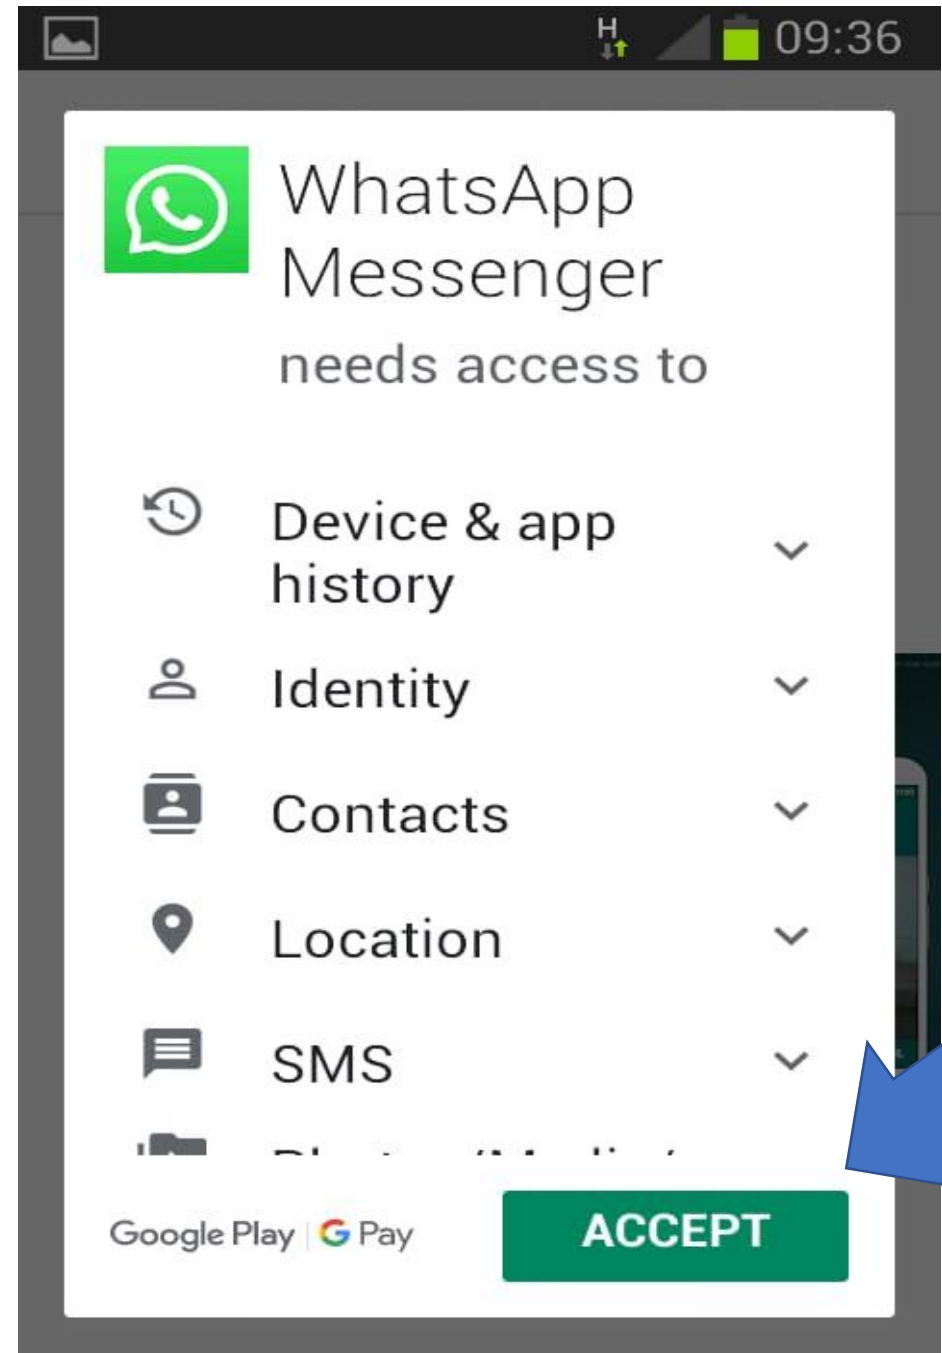 H 09:36
WhatsApp
Messenger
needs access to
Device & app
history
Identity
Contacts
Location
SMS
Google Play | G Pay
ACCEPT